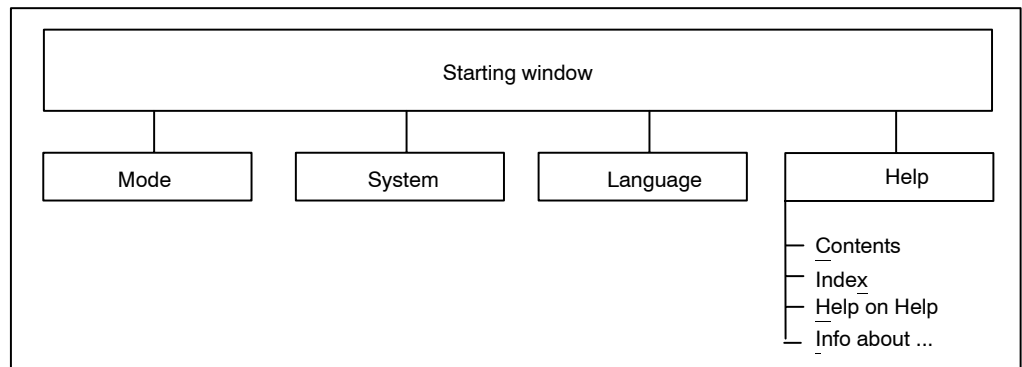 Starting window
Mode System Language Help
Contents
Index
Help on Help
Info about ...